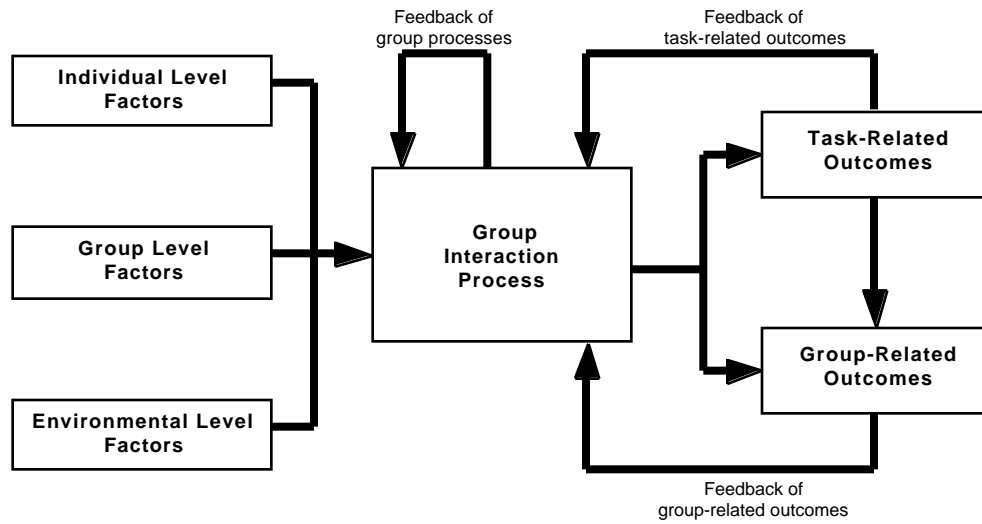 Feedback of
group processes
Feedback of
task-related outcomes
Individual Level
Factors
Task-Related
Outcomes
Group Level
Factors
Group
Interaction
Process
Group-Related
Outcomes
Environmental Level
Factors
Feedback of
group-related outcomes